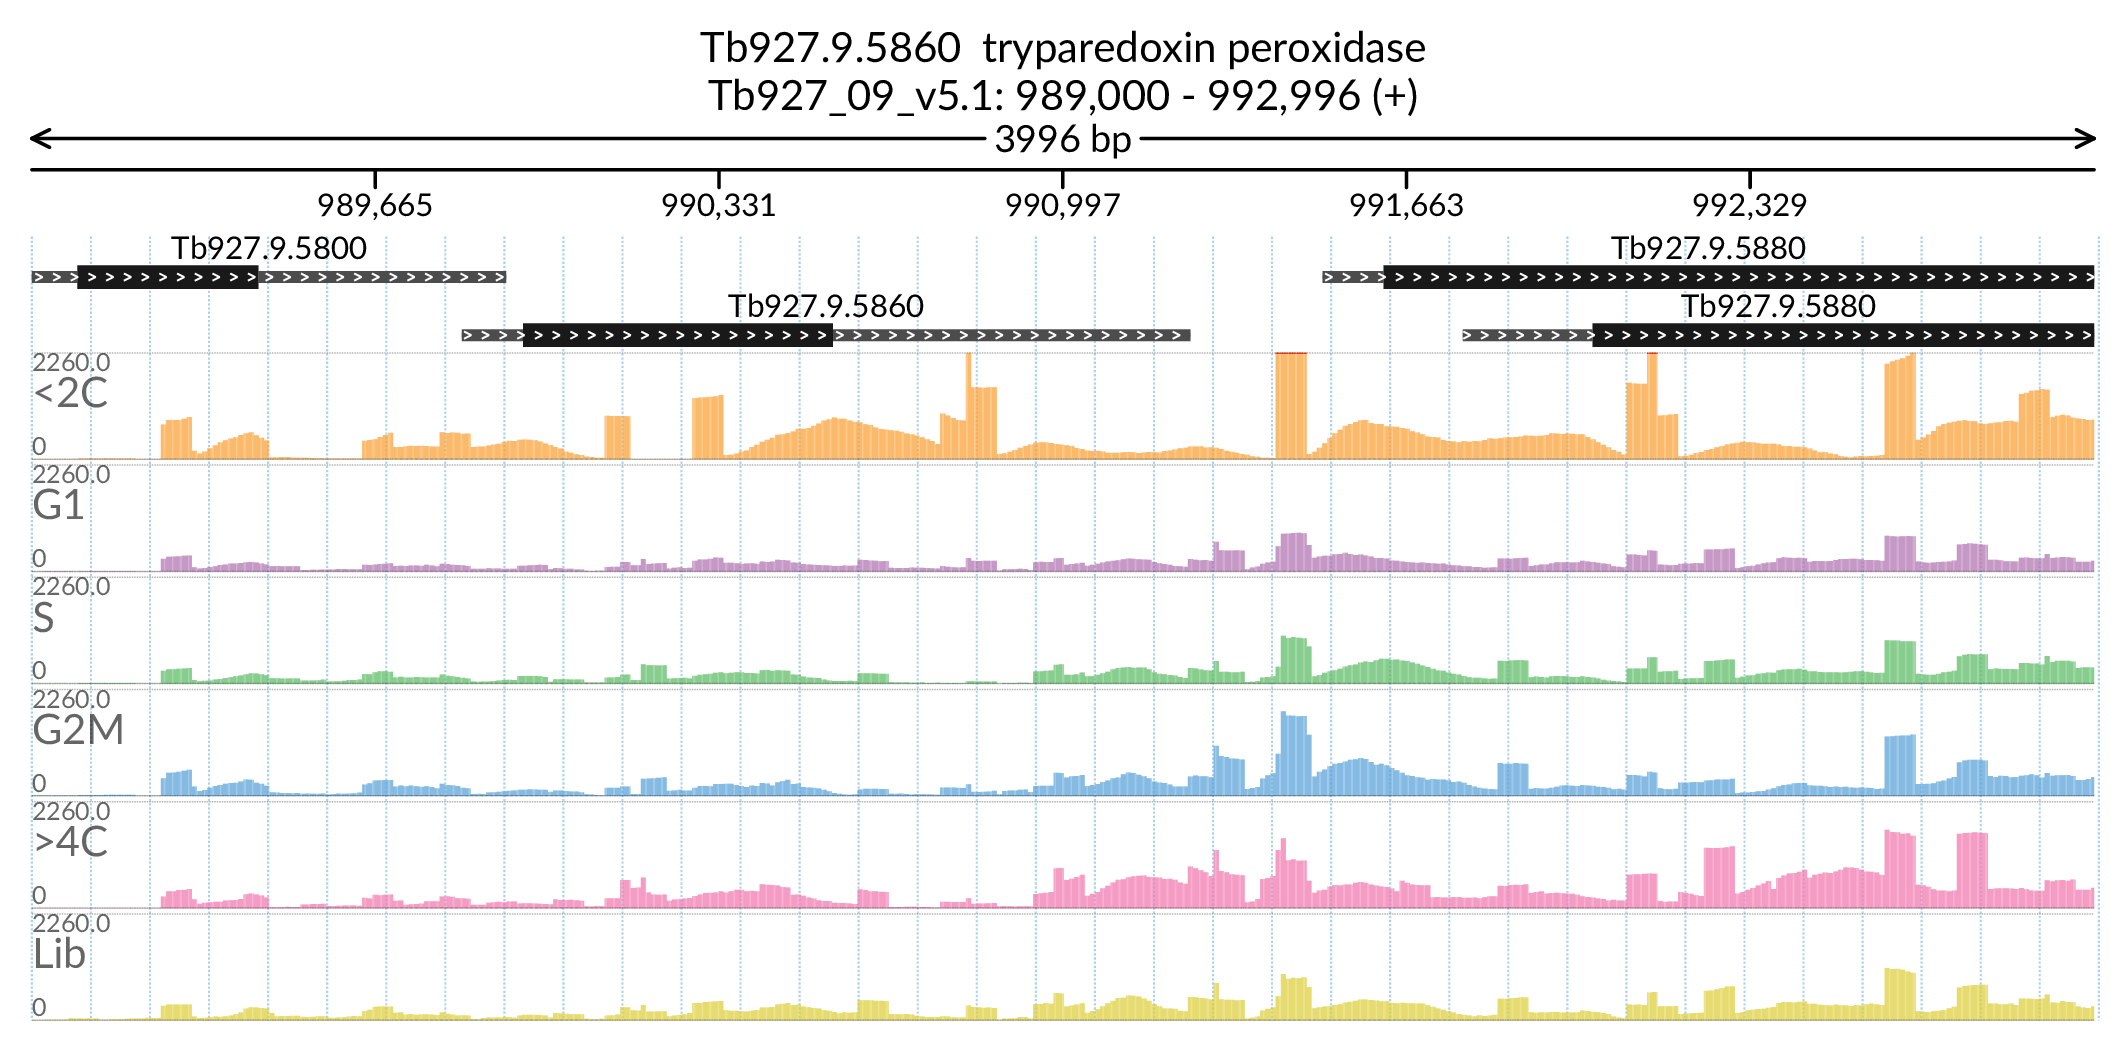 Tb927.9.5860  tryparedoxin peroxidase
Tb927_09_v5.1: 989,000 - 992,996 (+)
3996 bp
989,665 990,331 990,997 991,663 992,329
Tb927.9.5800 Tb927.9.5880
Tb927.9.5860 Tb927.9.5880
2260.0
<2C
0
2260.0
G1
0
2260.0
S
0
2260.0
G2M
0
2260.0
>4C
0
2260.0
Lib
0